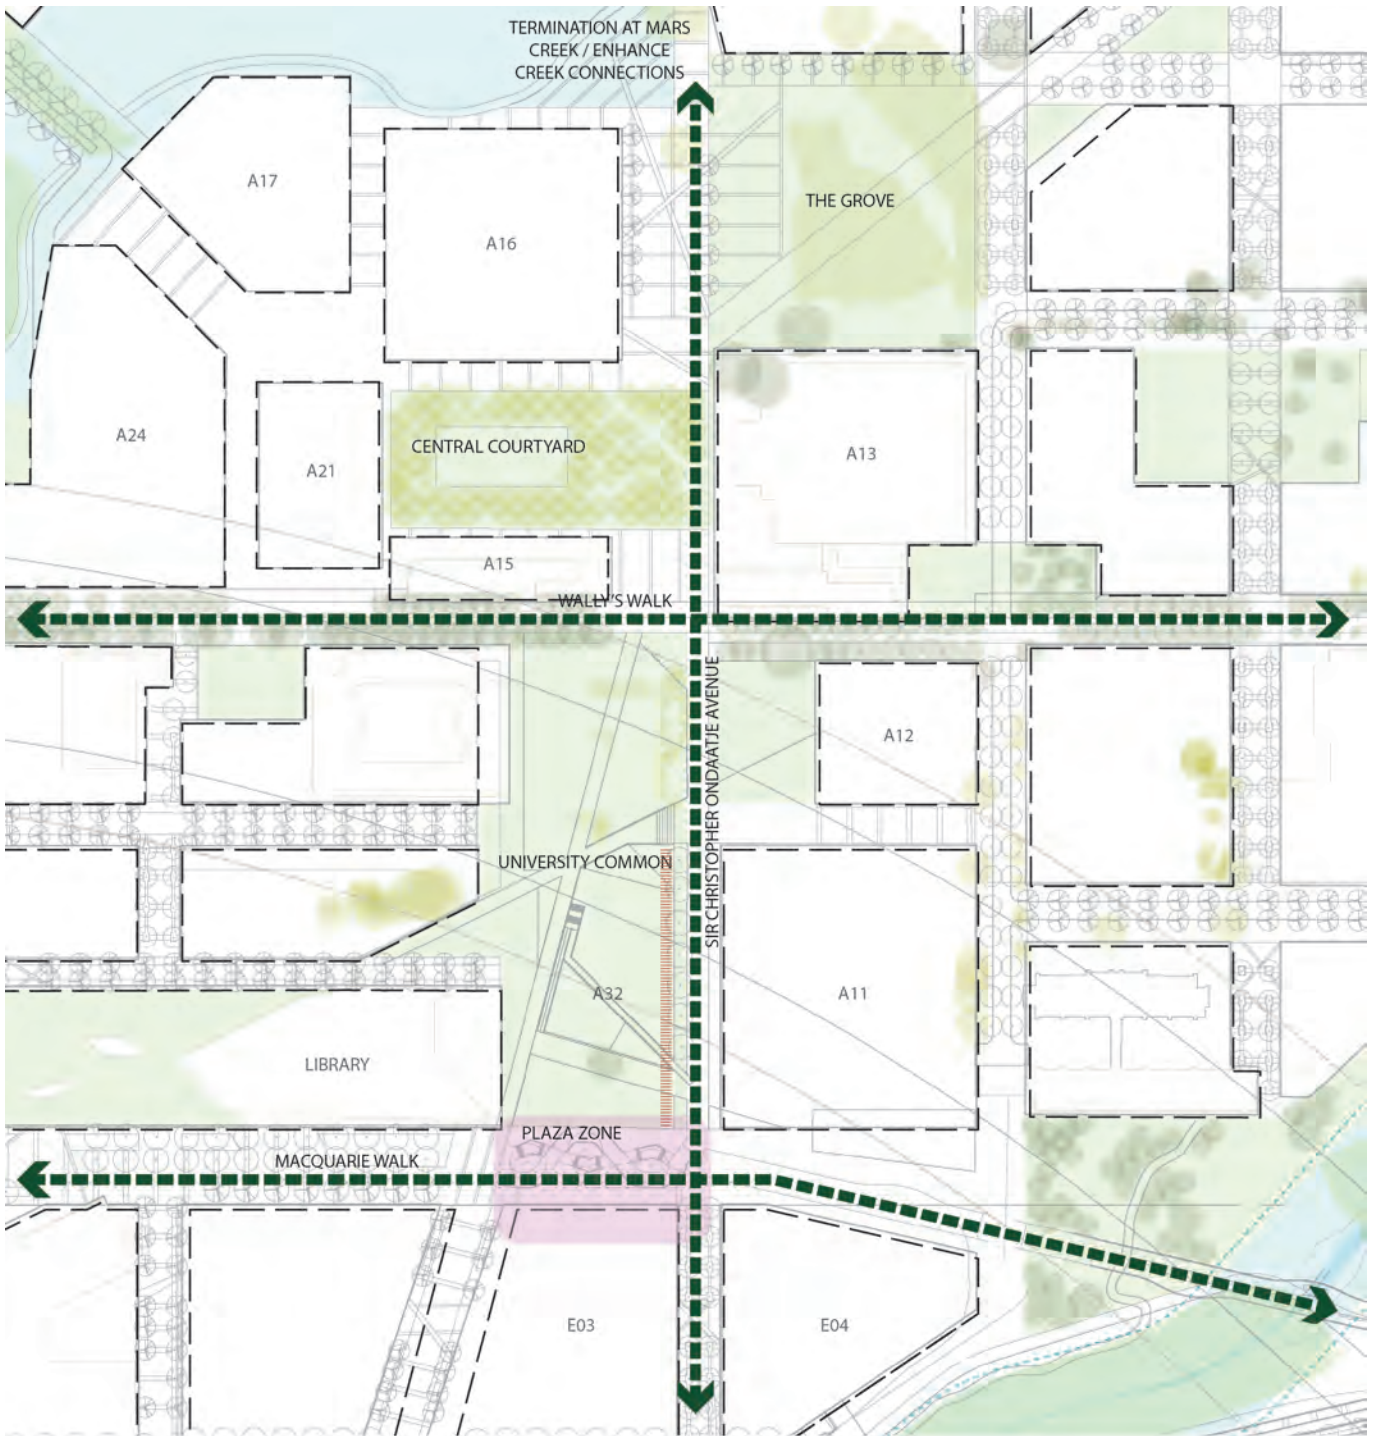 TERMINATION AT MARS
CREEK / ENHANCE
CREEK CONNECTIONS
A17
THE GROVE
A16
A24
CENTRAL COURTYARD
A13
A21
A15
WALLY'S WALK
SIR CHRISTOPHER ONDAATJE AVENUE
A12
UNIVERSITY COMMON
A32
A11
LIBRARY
PLAZA ZONE
MACQUARIE WALK
E03
E04